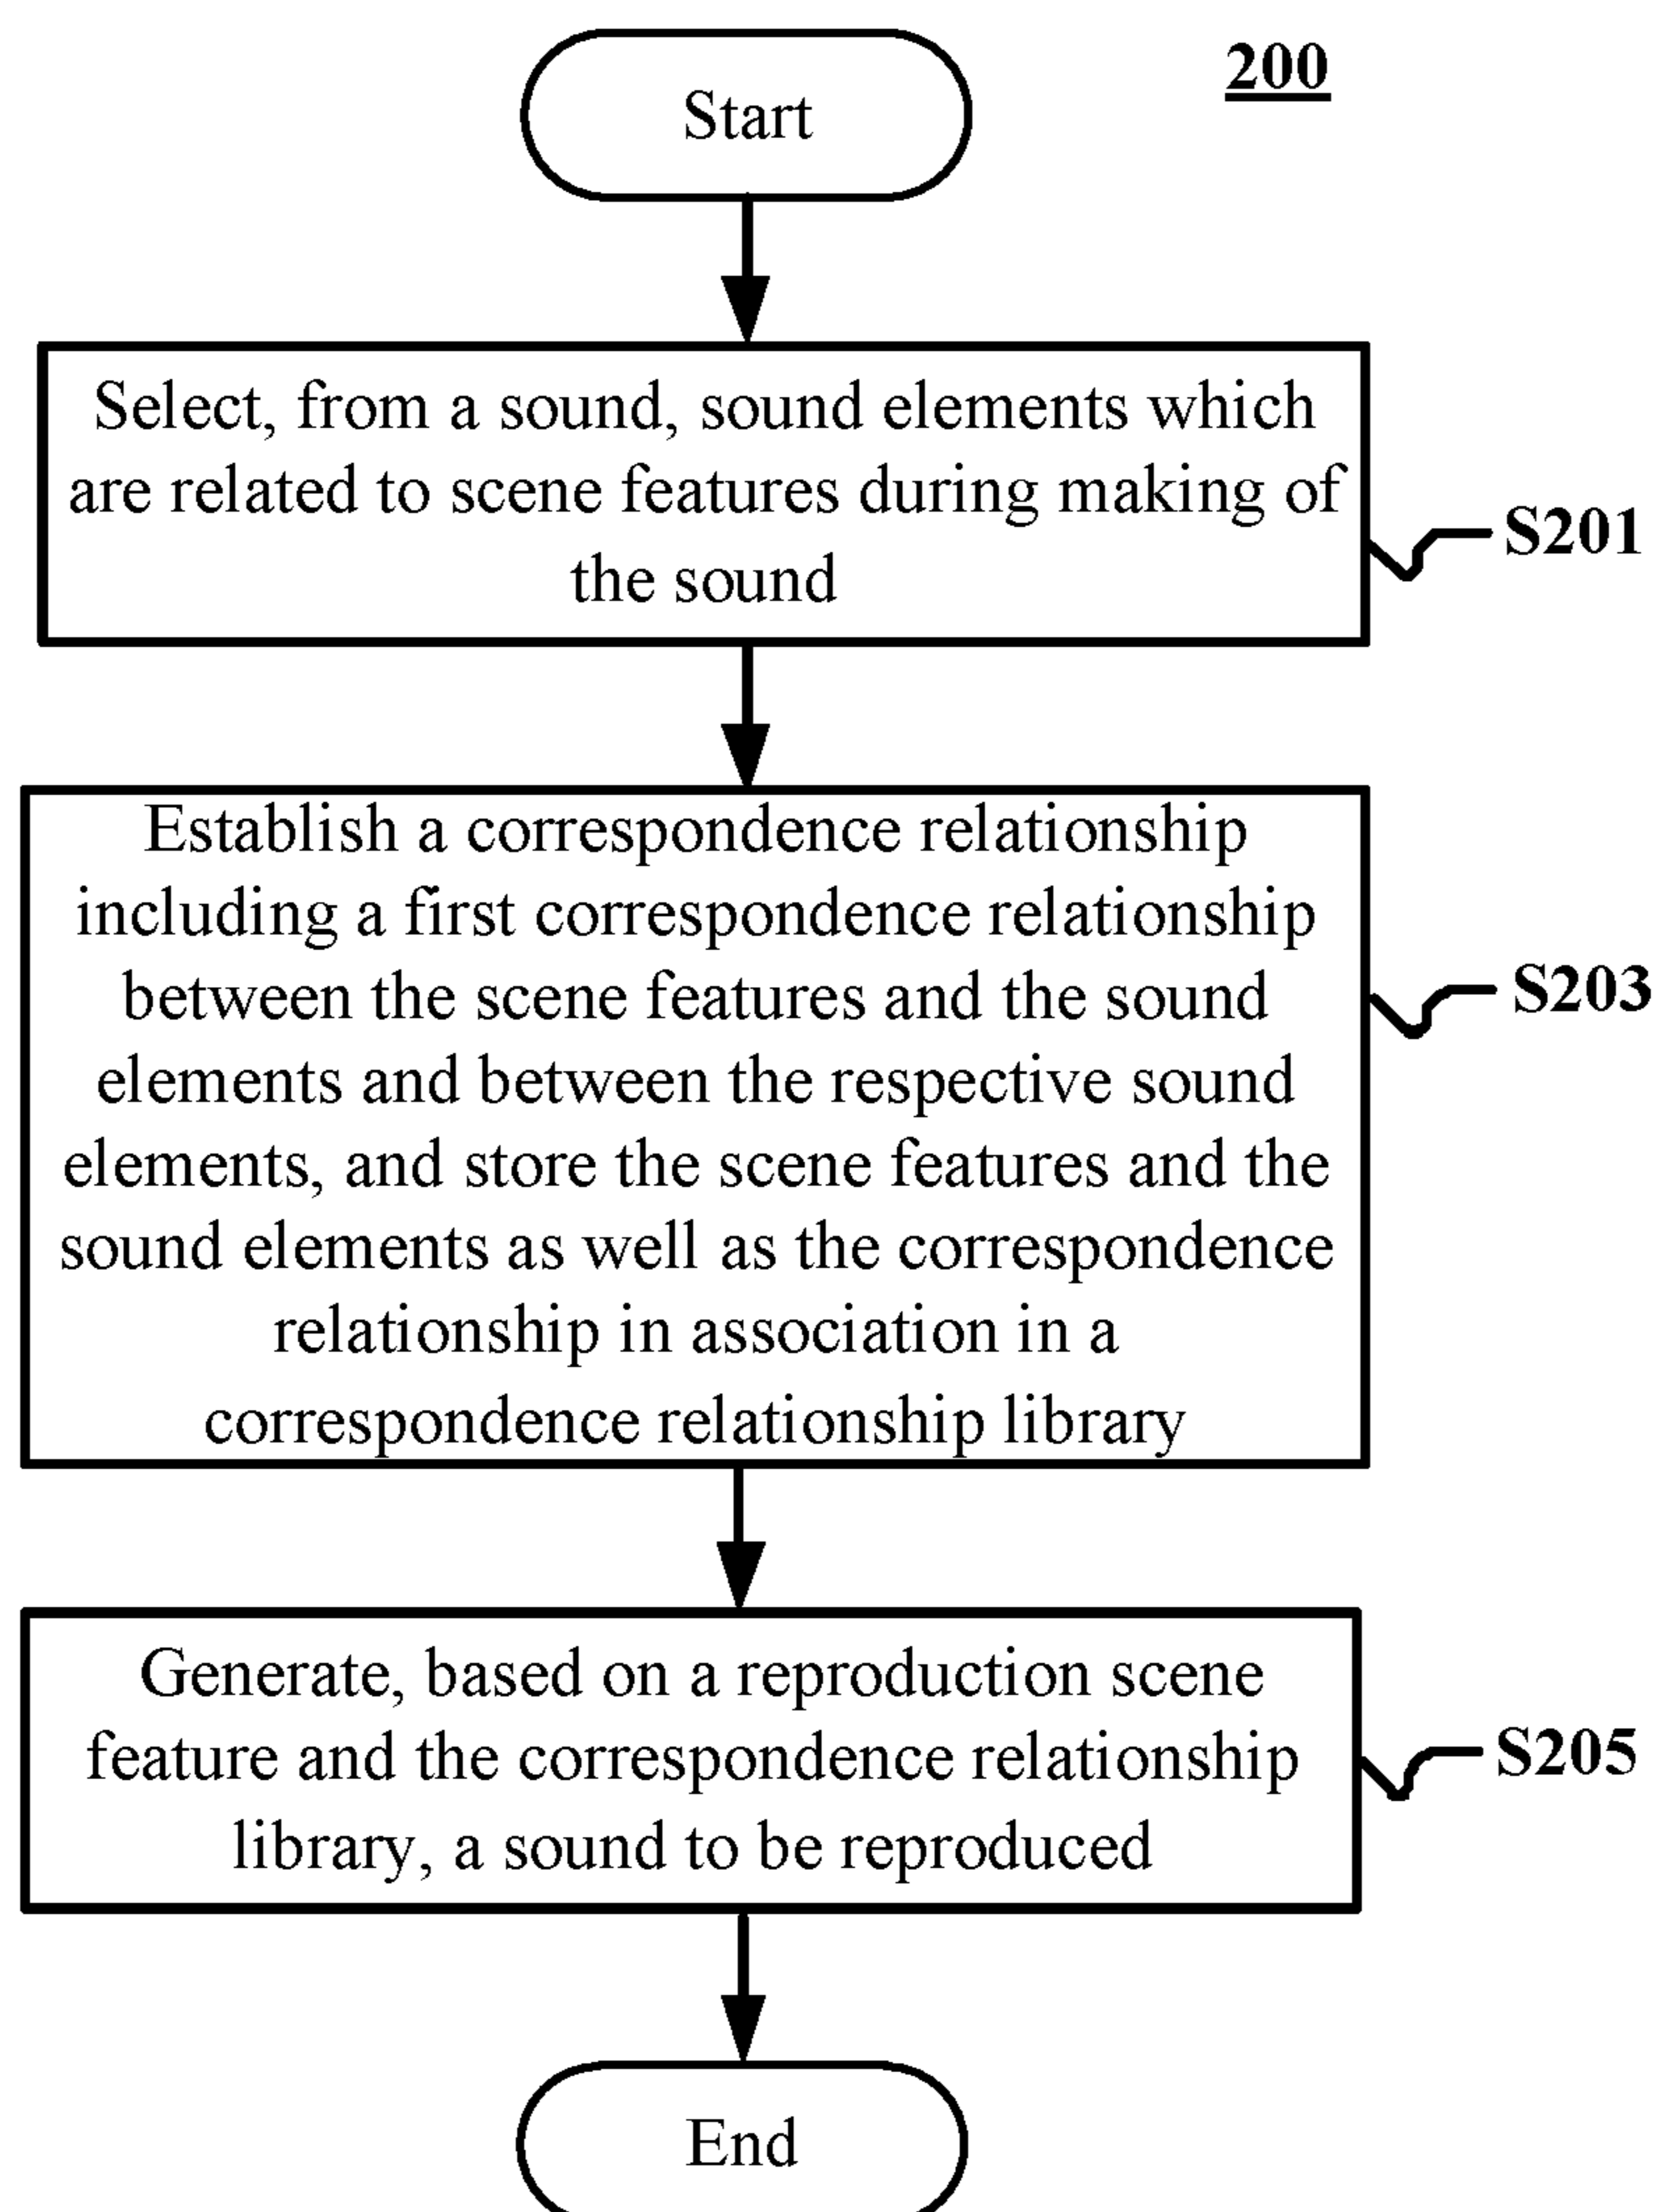 200
Start
Select, from a sound, sound elements which
are related to scene features during making of
the sound
S201
Establish a correspondence relationship
including a first correspondence relationship
between the scene features and the sound
elements and between the respective sound
elements, and store the scene features and the
sound elements as well as the correspondence
relationship in association in a
correspondence relationship library
S203
Generate, based on a reproduction scene
feature and the correspondence relationship
library, a sound to be reproduced
S205
End